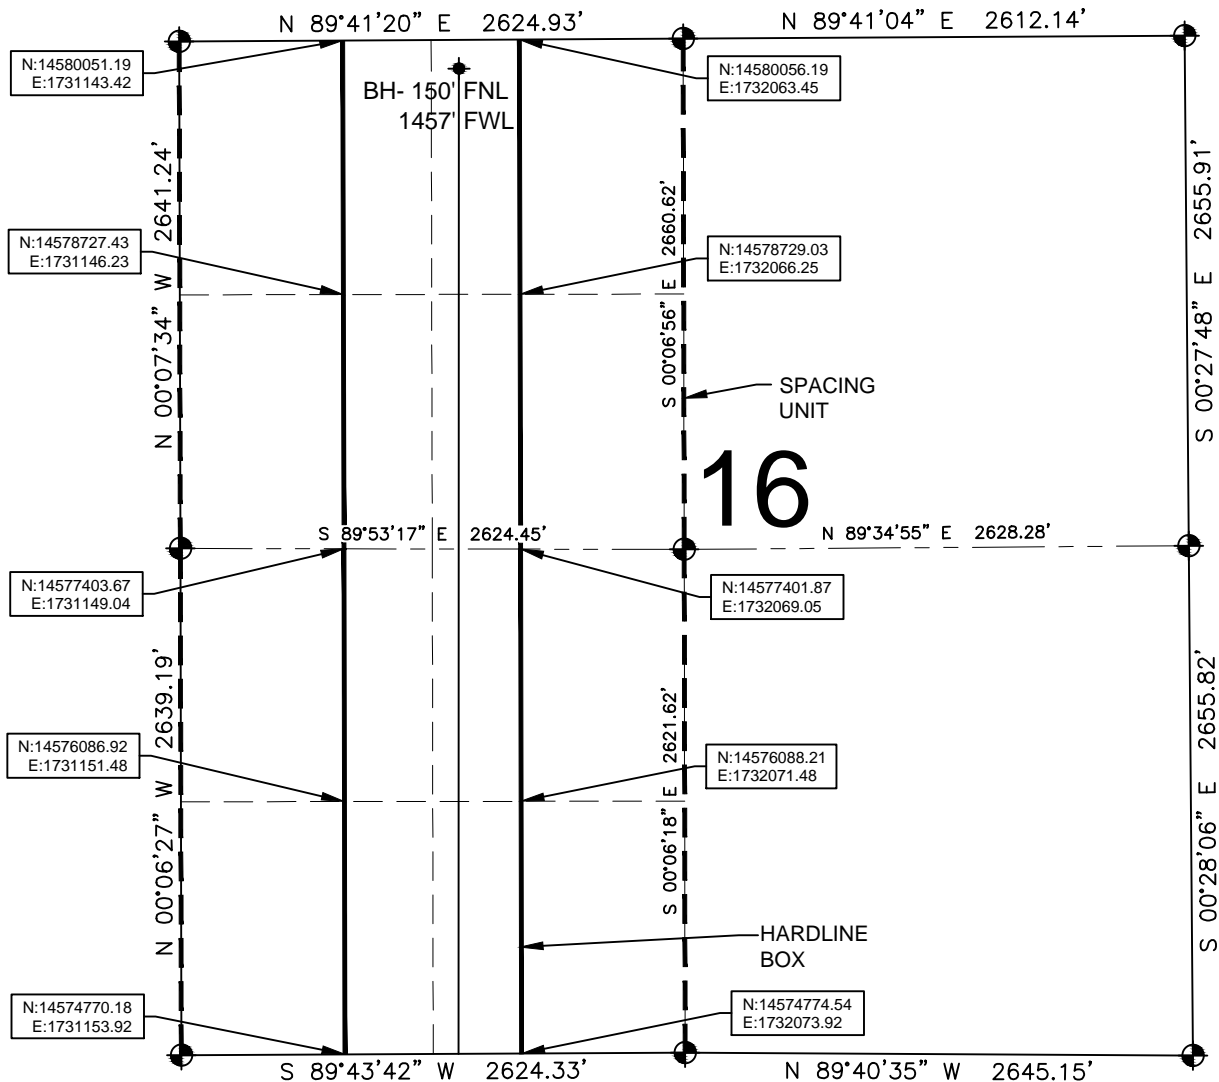 N 89°41'20" E 2624.93'
N 89°41'04" E 2612.14'
N:14580051.19
E:1731143.42
N:14580056.19
E:1732063.45
BH- 150' FNL
1457' FWL
N 00°07'34" W 2641.24'
S 00°06'56" E 2660.62'
S 00°27'48" E 2655.91'
N:14578727.43
E:1731146.23
N:14578729.03
E:1732066.25
SPACING
UNIT
16
S 89°53'17" E 2624.45'
N 89°34'55" E 2628.28'
N:14577403.67
E:1731149.04
N:14577401.87
E:1732069.05
N 00°06'27" W 2639.19'
S 00°06'18" E 2621.62'
S 00°28'06" E 2655.82'
N:14576086.92
E:1731151.48
N:14576088.21
E:1732071.48
HARDLINE
BOX
N:14574770.18
E:1731153.92
N:14574774.54
E:1732073.92
S 89°43'42" W 2624.33'
N 89°40'35" W 2645.15'